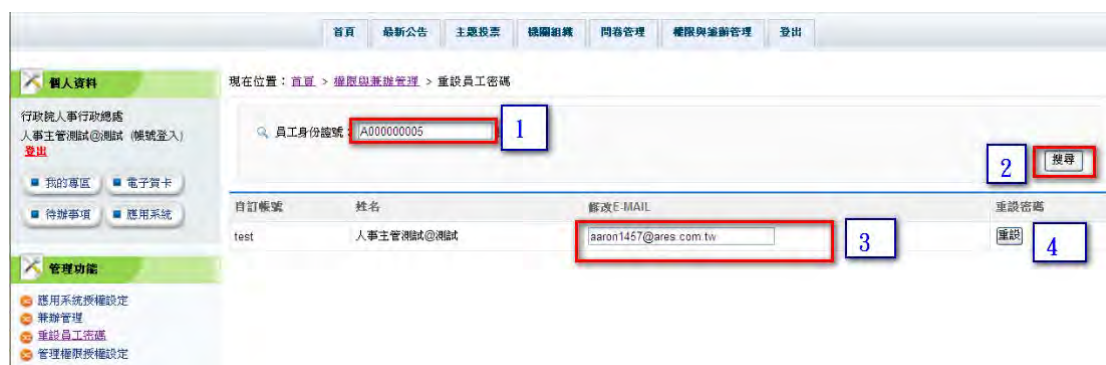 首頁 最新公告 主題投票 機關組織 問卷管理 權限與兼辦管理 登出
個人資料
行政院人事行政總處
人事主管測試@測試 (帳號登入)
登出
我的專區 電子賀卡
待辦事項 應用系統
管理功能
應用系統授權設定
兼辦管理
重設員工密碼
管理權限授權設定
現在位置：首頁 > 權限與兼辦管理 > 重設員工密碼
員工身份證號： A000000005 1
2 搜尋
自訂帳號 姓名 修改E-MAIL 重設密碼
test 人事主管測試@測試 aaron1457@ares.com.tw 3 重設 4